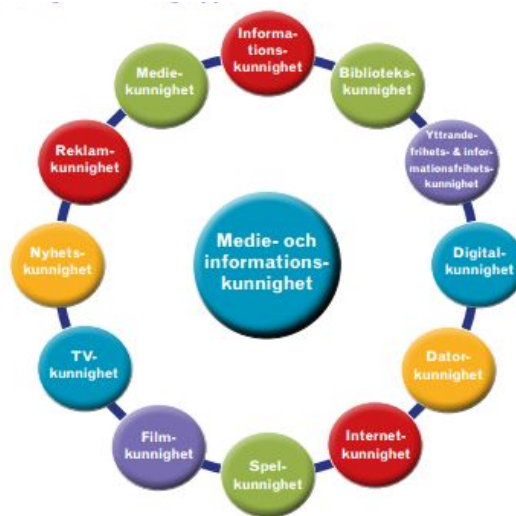 Informa-
tions-
kunnighet
Biblioteks-
kunnighet
Yttrande-
frihets- & infor-
mationsfrihets-
kunnighet
Digital-
kunnighet
Dator-
kunnighet
Internet-
kunnighet
Spel-
kunnighet
Film-
kunnighet
TV-
kunnighet
Nyhets-
kunnighet
Reklam-
kunnighet
Medie-
kunnighet
Medie- och
informations-
kunnighet